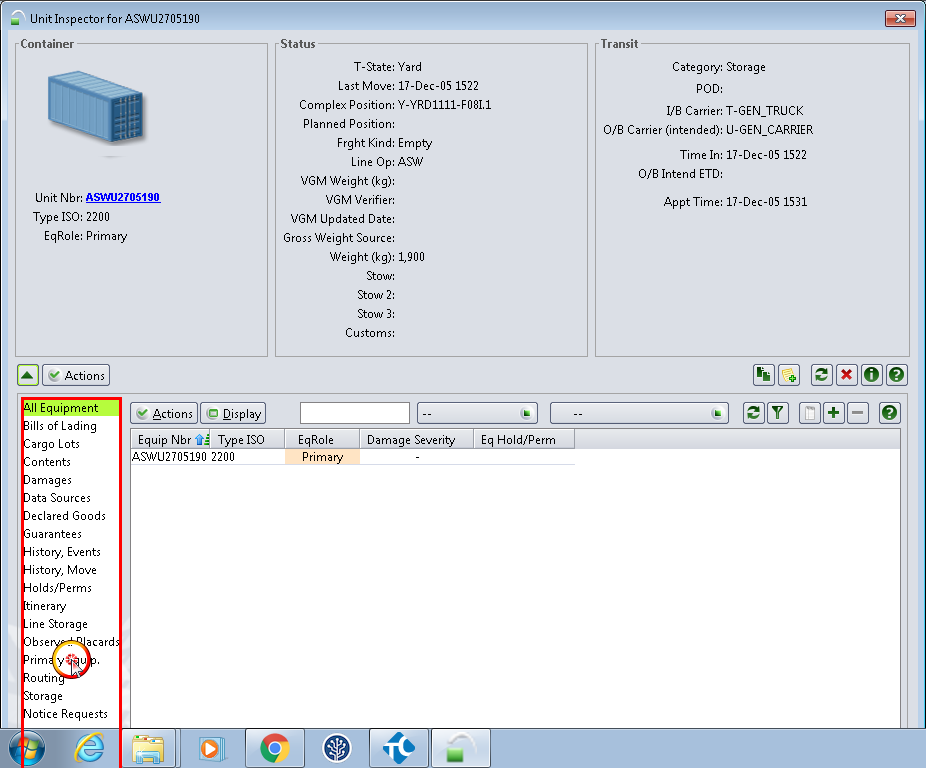 Unit Inspector for ASWU2705190
Container
Unit Nbr: ASWU2705190
Type ISO: 2200
EqRole: Primary
Status
T-State: Yard
Last Move: 17-Dec-05 1522
Complex Position: Y-YRD1111-F08I.1
Planned Position:
Frght Kind: Empty
Line Op: ASW
VGM Weight (kg):
VGM Verifier:
VGM Updated Date:
Gross Weight Source:
Weight (kg): 1,900
Stow:
Stow 2:
Stow 3:
Customs:
Transit
Category: Storage
POD:
I/B Carrier: T-GEN_TRUCK
O/B Carrier (intended): U-GEN_CARRIER
Time In: 17-Dec-05 1522
O/B Intend ETD:
Appt Time: 17-Dec-05 1531
Actions
All Equipment
Bills of Lading
Cargo Lots
Contents
Damages
Data Sources
Declared Goods
Guarantees
History, Events
History, Move
Holds/Perms
Itinerary
Line Storage
Observed Placards
Primary Equip.
Routing
Storage
Notice Requests
Actions Display -- --
Equip Nbr Type ISO EqRole Damage Severity Eq Hold/Perm
ASWU2705190 2200 Primary -